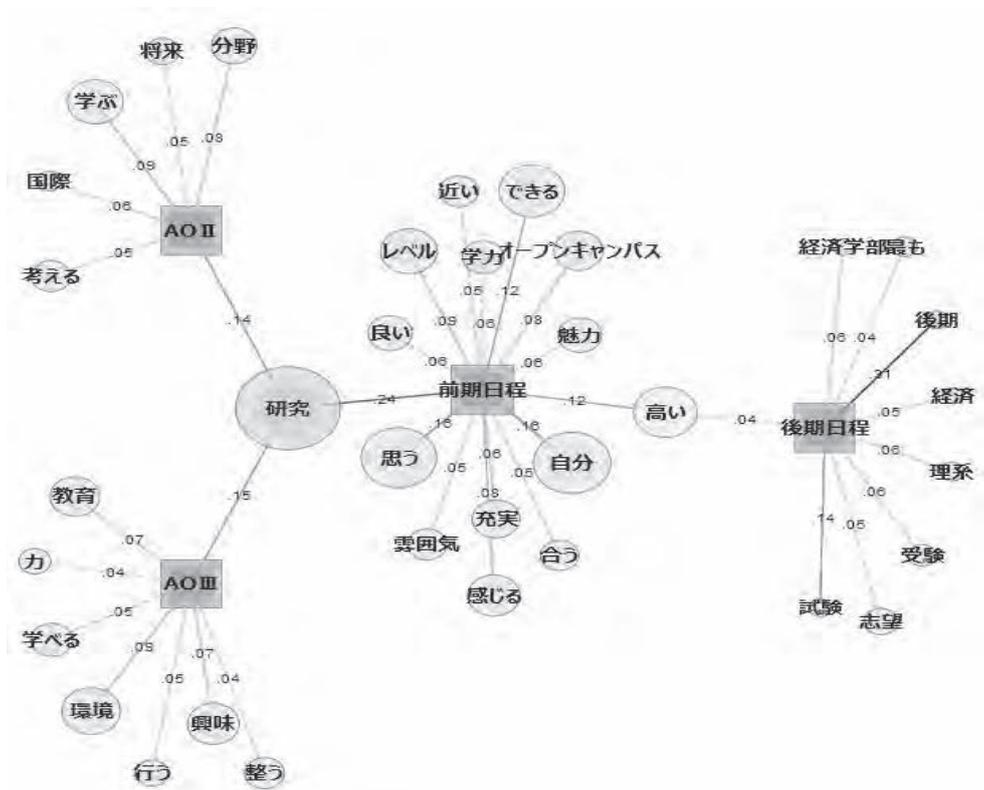 将来
分野
学ぶ
.05
.08
.09
国際
.06
AOⅡ
.05
考える
.14
研究
.24
.15
教育
.07
力
.04
AOⅢ
.05
学べる
.09
.07
.05
.04
環境
興味
行う
整う
近い
できる
レベル
学力
オープンキャンパス
.05
.12
.09
.06
.08
良い
魅力
.06
.06
前期日程
.12
高い
.16
.16
思う
自分
.06
.05
.05
.08
充実
雰囲気
合う
感じる
.04
経済学部
最も
後期
.06
.04
.31
経済
.05
後期日程
.06
理系
.06
.14
.05
受験
試験
志望